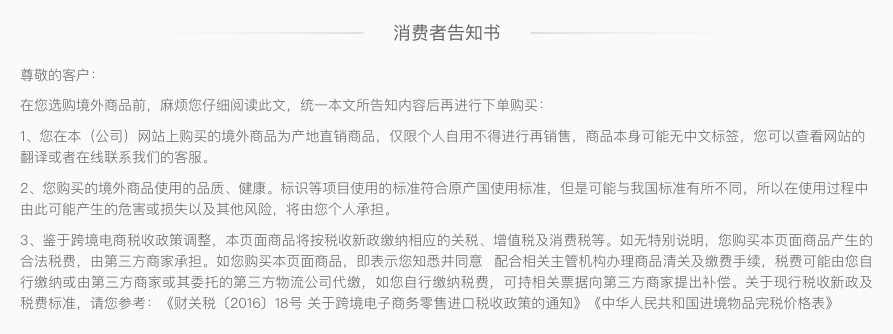 消费者告知书
尊敬的客户：
在您选购境外商品前，麻烦您仔细阅读此文，统一本文所告知内容后再进行下单购买：
1、您在本（公司）网站上购买的境外商品为产地直销商品，仅限个人自用不得进行再销售，商品本身可能无中文标签，您可以查看网站的
翻译或者在线联系我们的客服。
2、您购买的境外商品使用的品质、健康。标识等项目使用的标准符合原产国使用标准，但是可能与我国标准有所不同，所以在使用过程中
由此可能产生的危害或损失以及其他风险，将由您个人承担。
3、鉴于跨境电商税收政策调整，本页面商品将按税收新政缴纳相应的关税、增值税及消费税等。如无特别说明，您购买本页面商品产生的
合法税费，由第三方商家承担。如您购买本页面商品，即表示您知悉并同意 配合相关主管机构办理商品清关及缴费手续，税费可能由您自
行缴纳或由第三方商家或其委托的第三方物流公司代缴，如您自行缴纳税费，可持相关票据向第三方商家提出补偿。关于现行税收新政及
税费标准，请您参考：《财关税〔2016〕18号 关于跨境电子商务零售进口税收政策的通知》《中华人民共和国进境物品完税价格表》